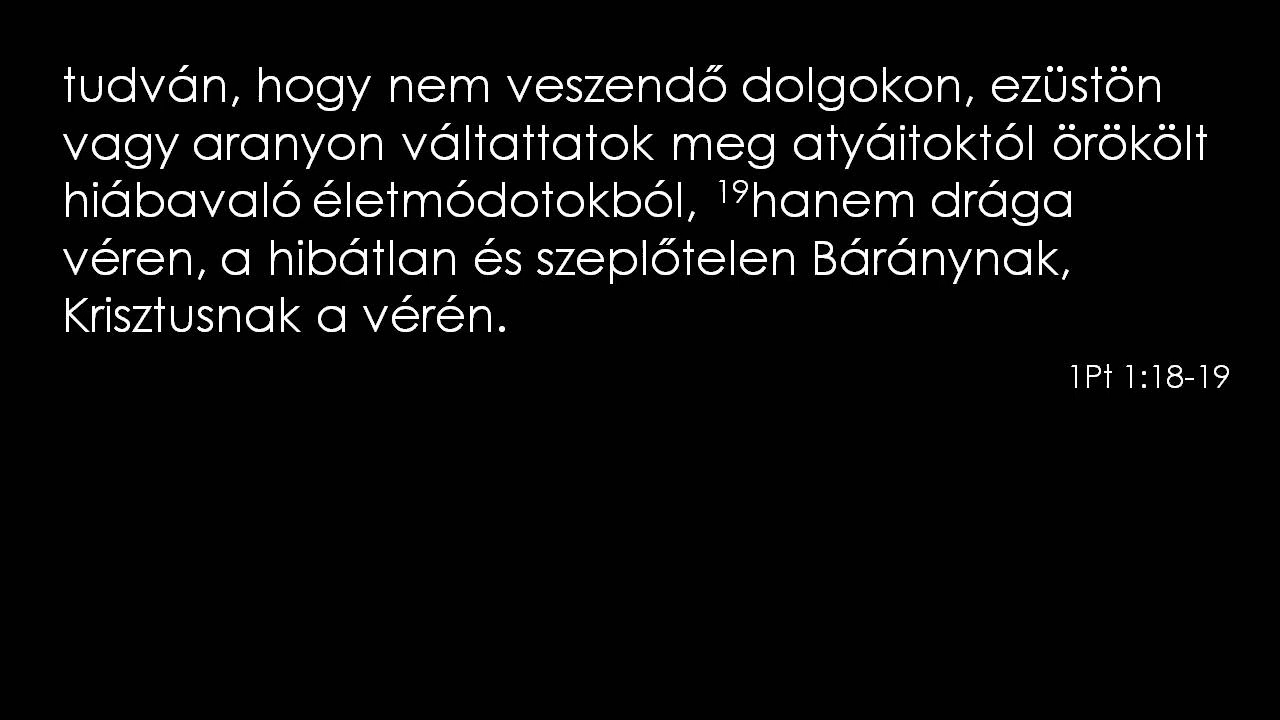 tudván, hogy nem veszendő dolgokon, ezüstön
vagy aranyon váltattatok meg atyáitoktól örökölt
hiábavaló életmódotokból, ¹⁹hanem drága
véren, a hibátlan és szeplőtelen Báránynak,
Krisztusnak a vérén.
1Pt 1:18-19